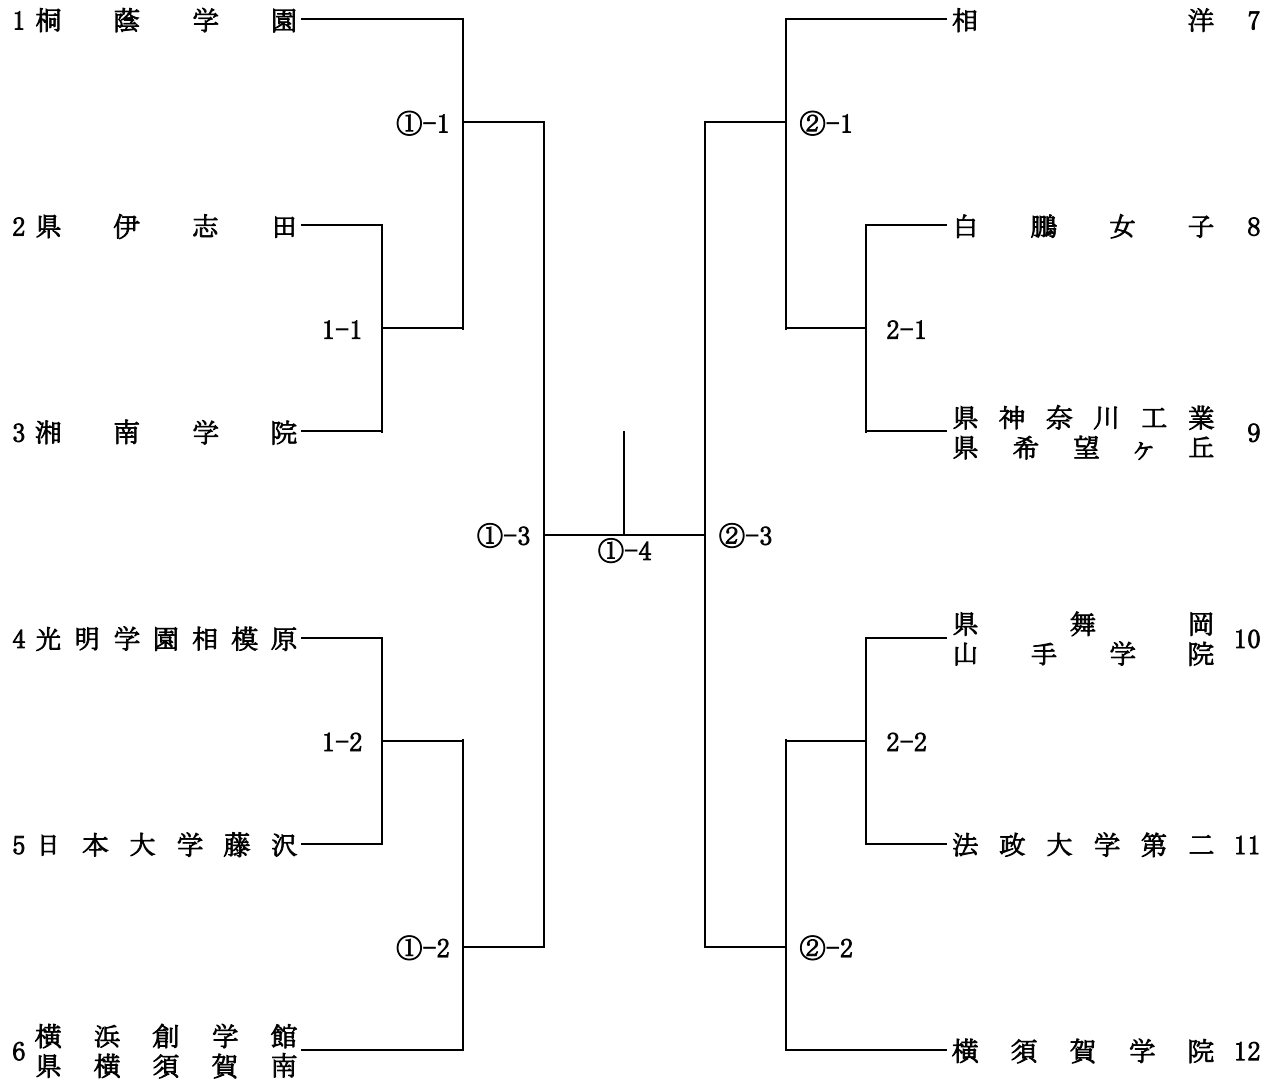 1 桐蔭学園
相洋 7
①-1
②-1
2 県伊志田
白鵬女子 8
1-1
2-1
3 湘南学院
県神奈川工業
県希望ヶ丘 9
①-3
①-4
②-3
4 光明学園相模原
県舞岡
山手学院 10
1-2
2-2
5 日本大学藤沢
法政大学第二 11
①-2
②-2
6 横浜創学館
県横須賀南
横須賀学院 12